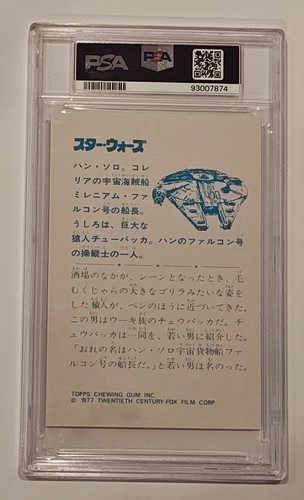 PSA
PSA
93007874
スター・ウォーズ
ハン・ソロ。コレ
リアの宇宙海賊船
ミレニアム・ファ
ルコン号の船長。
うしろは、巨大な
猿人チューバッカ。ハンのファルコン号
の操縦士の一人。
酒場のなかが、シーンとなったとき、毛
むくじゃらの大きなゴリラみたいな姿を
した猿人が、ベンのほうに近づいてきた。
この男はウーキ族のチュウバッカだ。チ
ュウバッカは一同を、若い男に紹介した。
「おれの名はハン・ソロ宇宙貨物船ファ
ルコン号の船長だ。」と若い男は名のった。
TOPPS CHEWING GUM INC.
© 1977 TWENTIETH CENTURY-FOX FILM CORP